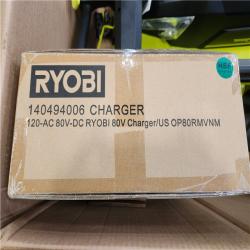 RYOBI
140494006 CHARGER
120-AC 80V-DC RYOBI 80V Charger/US OP80RMVNM